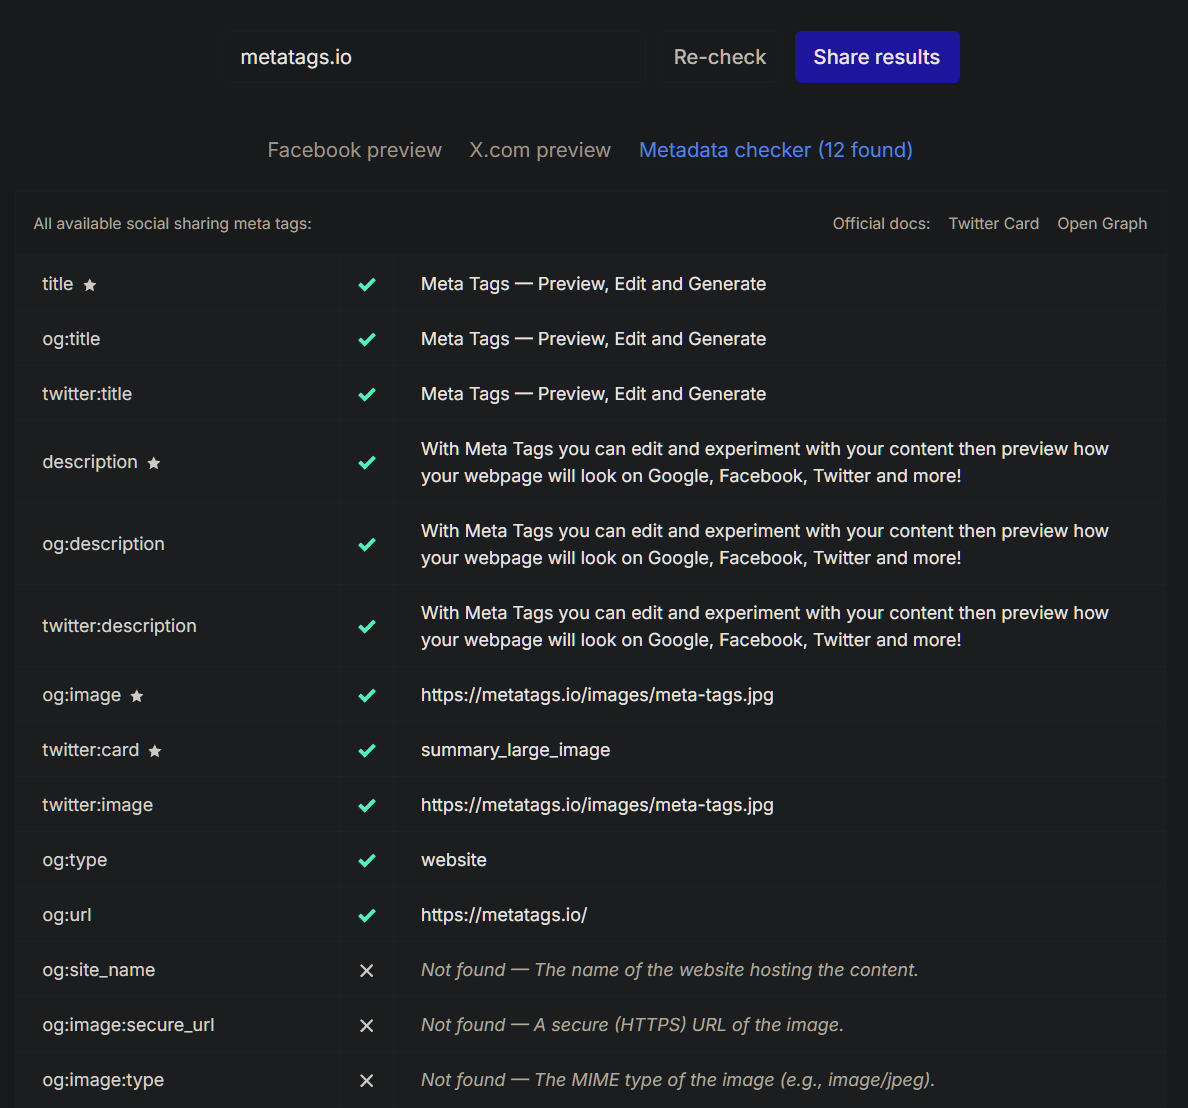 metatags.io Re-check Share results
Facebook preview X.com preview Metadata checker (12 found)
All available social sharing meta tags: Official docs: Twitter Card Open Graph
title ★ ✔ Meta Tags — Preview, Edit and Generate
og:title ✔ Meta Tags — Preview, Edit and Generate
twitter:title ✔ Meta Tags — Preview, Edit and Generate
description ★ ✔ With Meta Tags you can edit and experiment with your content then preview how
your webpage will look on Google, Facebook, Twitter and more!
og:description ✔ With Meta Tags you can edit and experiment with your content then preview how
your webpage will look on Google, Facebook, Twitter and more!
twitter:description ✔ With Meta Tags you can edit and experiment with your content then preview how
your webpage will look on Google, Facebook, Twitter and more!
og:image ★ ✔ https://metatags.io/images/meta-tags.jpg
twitter:card ★ ✔ summary_large_image
twitter:image ✔ https://metatags.io/images/meta-tags.jpg
og:type ✔ website
og:url ✔ https://metatags.io/
og:site_name ✕ Not found — The name of the website hosting the content.
og:image:secure_url ✕ Not found — A secure (HTTPS) URL of the image.
og:image:type ✕ Not found — The MIME type of the image (e.g., image/jpeg).